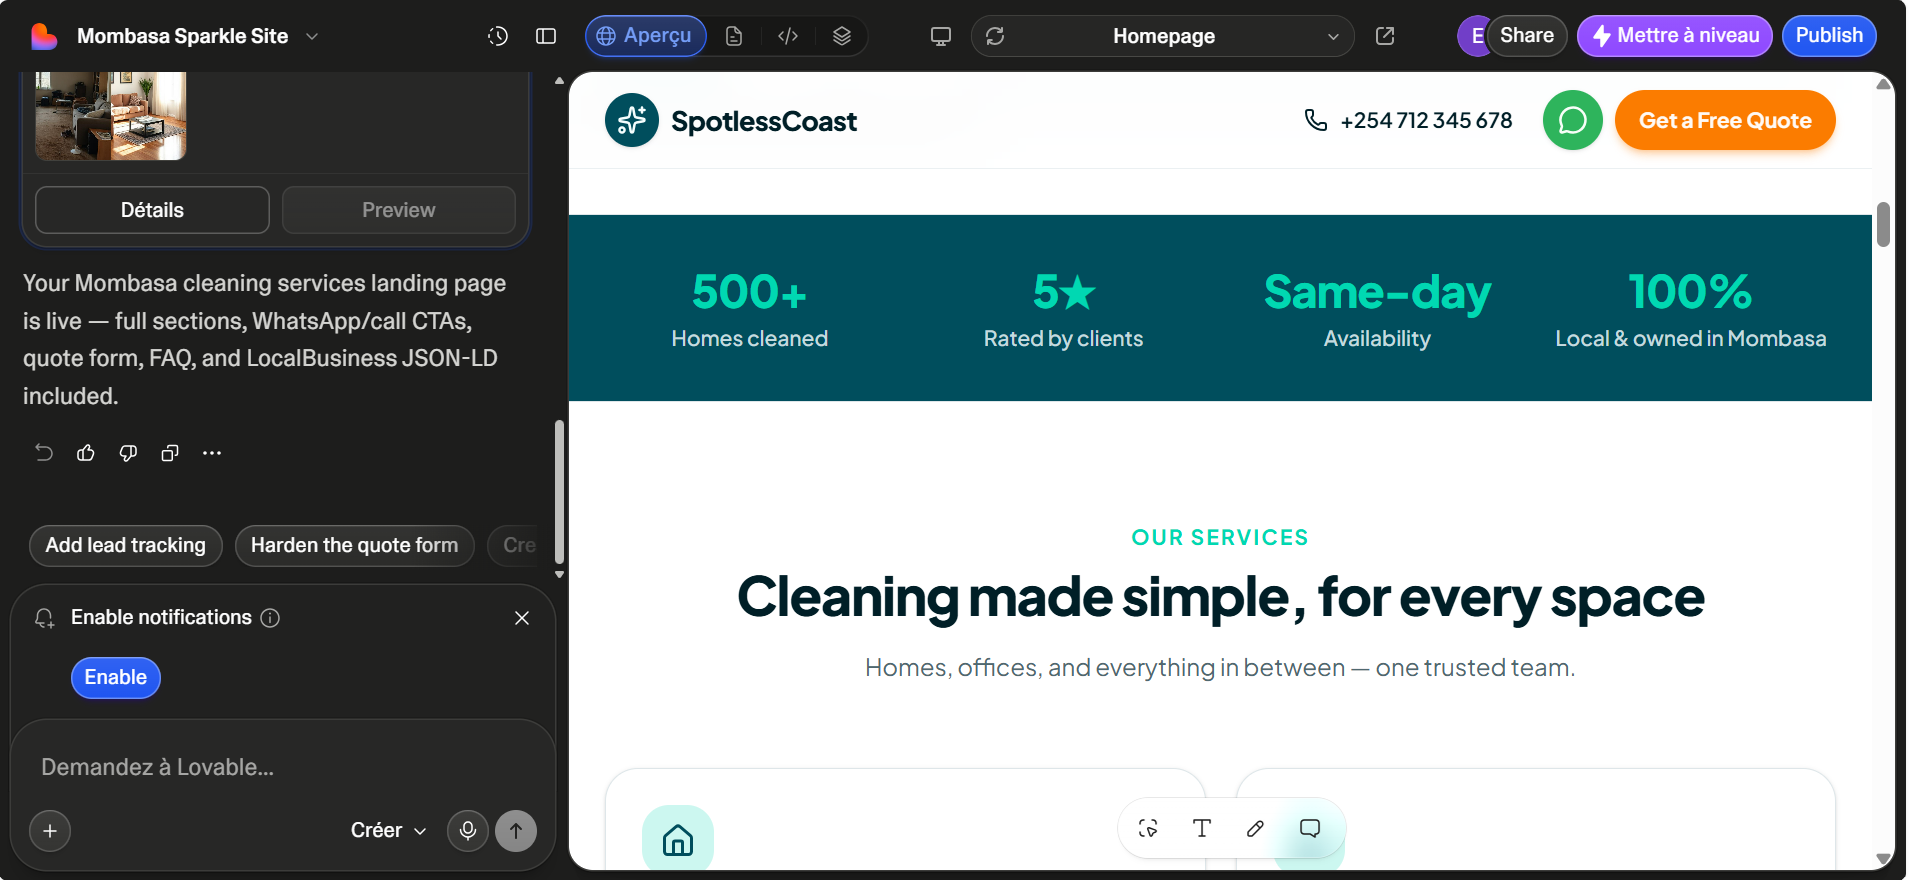 Mombasa Sparkle Site
Aperçu
Homepage
E
Share
Mettre à niveau
Publish
Détails
Preview
Your Mombasa cleaning services landing page
is live — full sections, WhatsApp/call CTAs,
quote form, FAQ, and LocalBusiness JSON-LD
included.
Add lead tracking
Harden the quote form
Cre
Enable notifications
Enable
Demandez à Lovable...
Créer
SpotlessCoast
+254 712 345 678
Get a Free Quote
500+
Homes cleaned
5★
Rated by clients
Same-day
Availability
100%
Local & owned in Mombasa
OUR SERVICES
Cleaning made simple, for every space
Homes, offices, and everything in between — one trusted team.